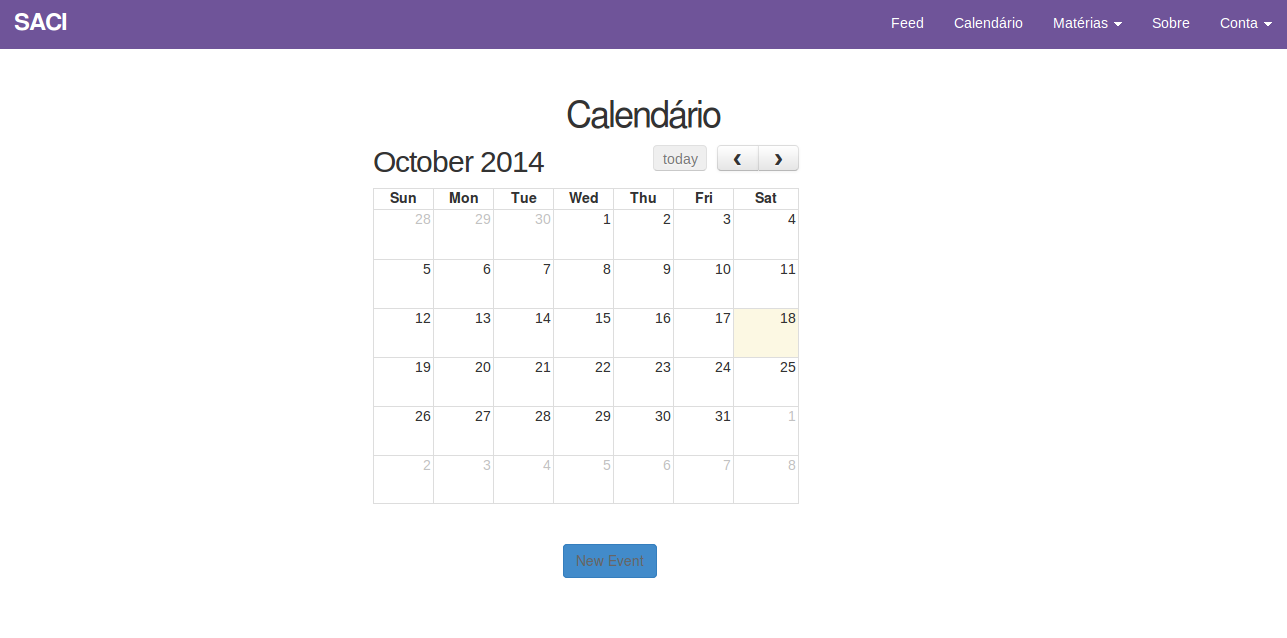 SACI Feed Calendário Matérias Sobre Conta
Calendário
October 2014 today ‹ ›
Sun Mon Tue Wed Thu Fri Sat
28 29 30 1 2 3 4
5 6 7 8 9 10 11
12 13 14 15 16 17 18
19 20 21 22 23 24 25
26 27 28 29 30 31 1
2 3 4 5 6 7 8
New Event